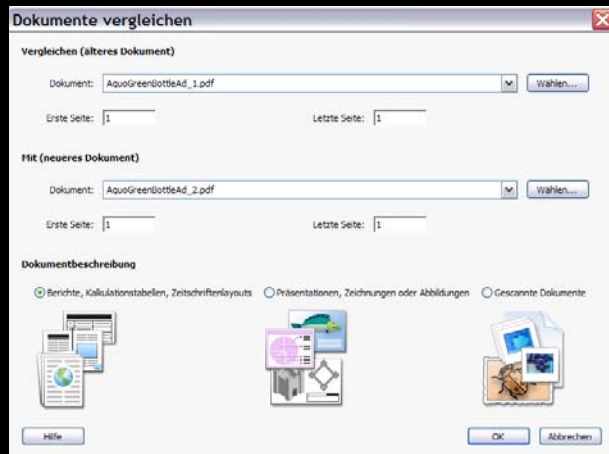 Dokumente vergleichen
Vergleichen (älteres Dokument)
Dokument: AquoGreenBottleAd_1.pdf Wählen...
Erste Seite: 1 Letzte Seite: 1
Mit (neueres Dokument)
Dokument: AquoGreenBottleAd_2.pdf Wählen...
Erste Seite: 1 Letzte Seite: 1
Dokumentbeschreibung
Berichte, Kalkulationstabellen, Zeitschriftenlayouts Präsentationen, Zeichnungen oder Abbildungen Gescannte Dokumente
Hilfe OK Abbrechen